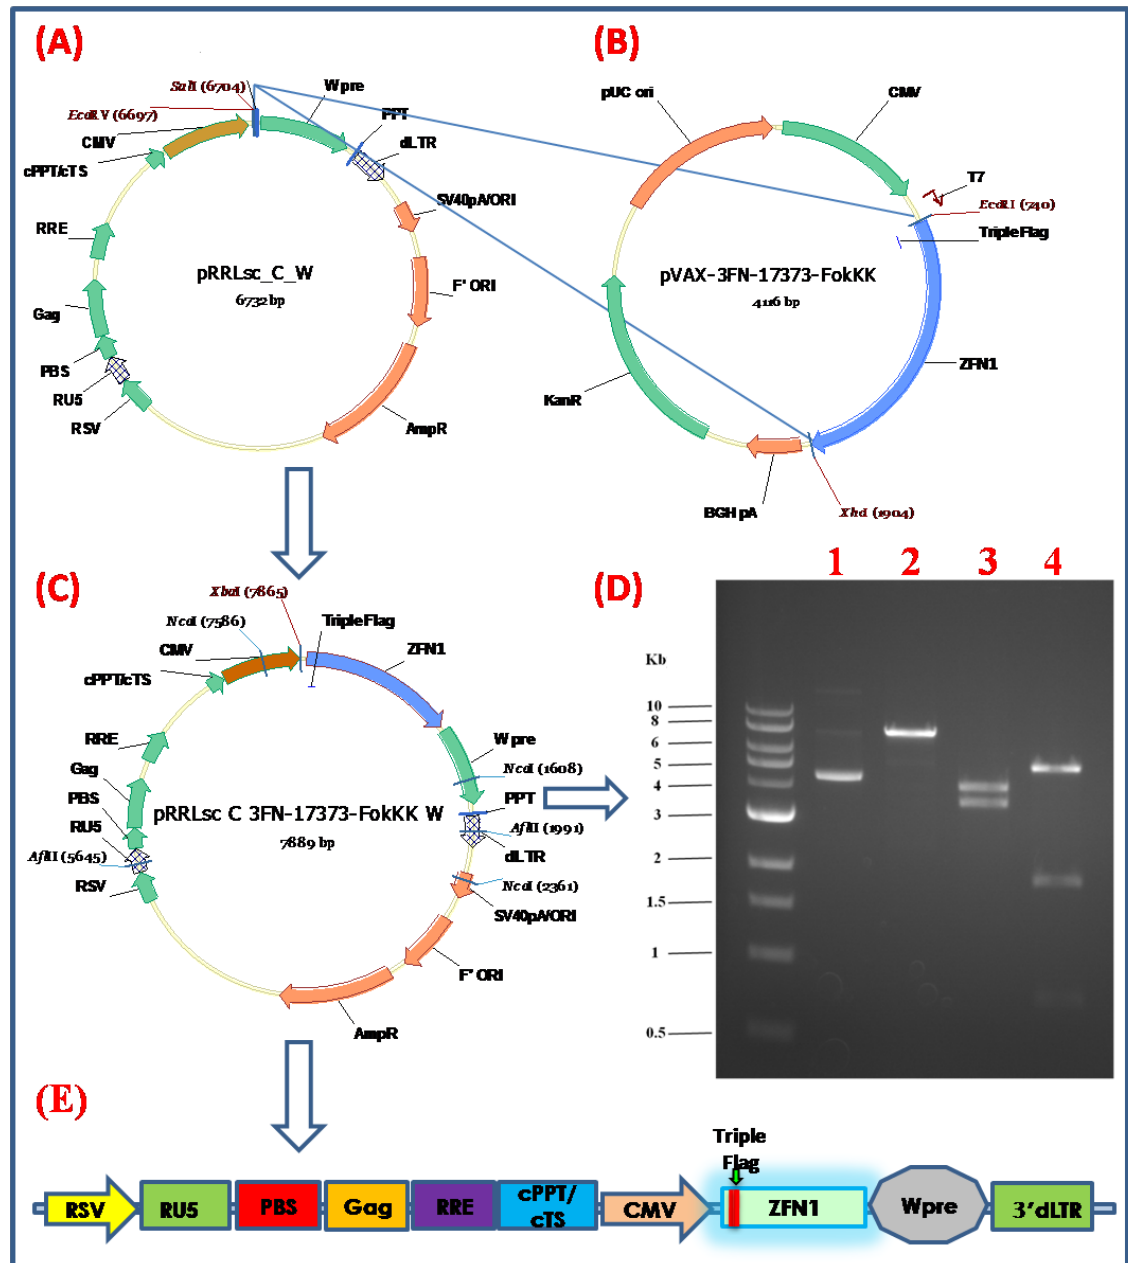 (A)
SalI (6704)
EcoRV (6697)
CMV
cPPT/cTS
RRE
Gag
PBS
RU5
RSV
Wpre
PPT
dLTR
SV40pA/ORI
F' ORI
AmpR
pRRLsc_C_W
6732 bp
(B)
pUC ori
CMV
T7
EcoRI (740)
TripleFlag
ZFN1
XhoI (1904)
BGH pA
KanR
pVAX-3FN-17373-FokKK
4116 bp
(C)
XbaI (7865)
NcoI (7586)
CMV
cPPT/cTS
RRE
Gag
PBS
RU5
AflII (5645)
RSV
TripleFlag
ZFN1
Wpre
NcoI (1608)
PPT
AflII (1991)
dLTR
NcoI (2361)
SV40pA/ORI
F' ORI
AmpR
pRRLsc C 3FN-17373-FokKK W
7889 bp
(D)
1 2 3 4
Kb
10
8
6
5
4
3
2
1.5
1
0.5
(E)
Triple
Flag
RSV
RU5
PBS
Gag
RRE
cPPT/
cTS
CMV
ZFN1
Wpre
3'dLTR